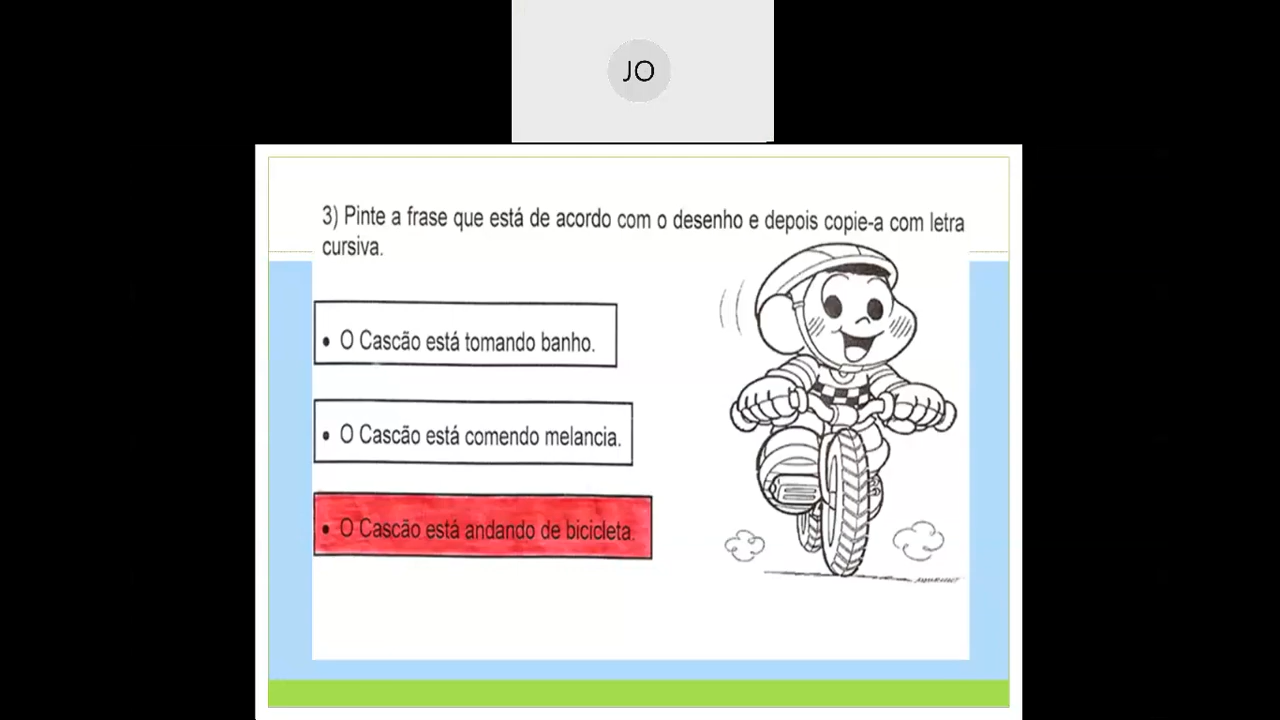 JO
3) Pinte a frase que está de acordo com o desenho e depois copie-a com letra
cursiva.
• O Cascão está tomando banho.
• O Cascão está comendo melancia.
• O Cascão está andando de bicicleta.